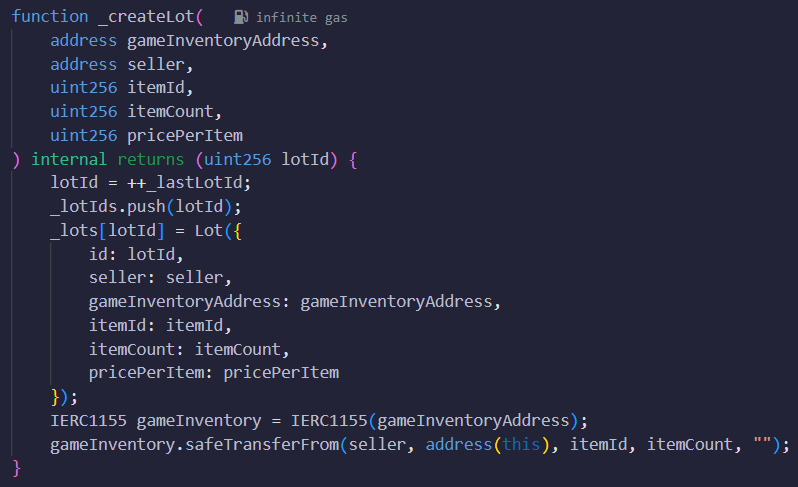 function _createLot( infinite gas
    address gameInventoryAddress,
    address seller,
    uint256 itemId,
    uint256 itemCount,
    uint256 pricePerItem
) internal returns (uint256 lotId) {
    lotId = ++_lastLotId;
    _lotIds.push(lotId);
    _lots[lotId] = Lot({
        id: lotId,
        seller: seller,
        gameInventoryAddress: gameInventoryAddress,
        itemId: itemId,
        itemCount: itemCount,
        pricePerItem: pricePerItem
    });
    IERC1155 gameInventory = IERC1155(gameInventoryAddress);
    gameInventory.safeTransferFrom(seller, address(this), itemId, itemCount, "");
}